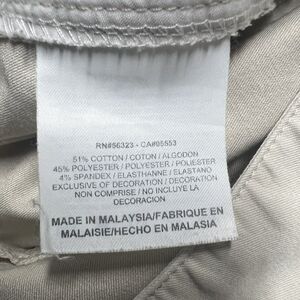 RN#56323 - CA#05553
51% COTTON / COTON / ALGODON
45% POLYESTER / POLYESTER / POLIESTER
4% SPANDEX / ELASTHANNE / ELASTANO
EXCLUSIVE OF DECORATION / DECORATION
NON COMPRISE / NO INCLUYE LA
DECORACION
MADE IN MALAYSIA/FABRIQUE EN
MALAISIE/HECHO EN MALASIA